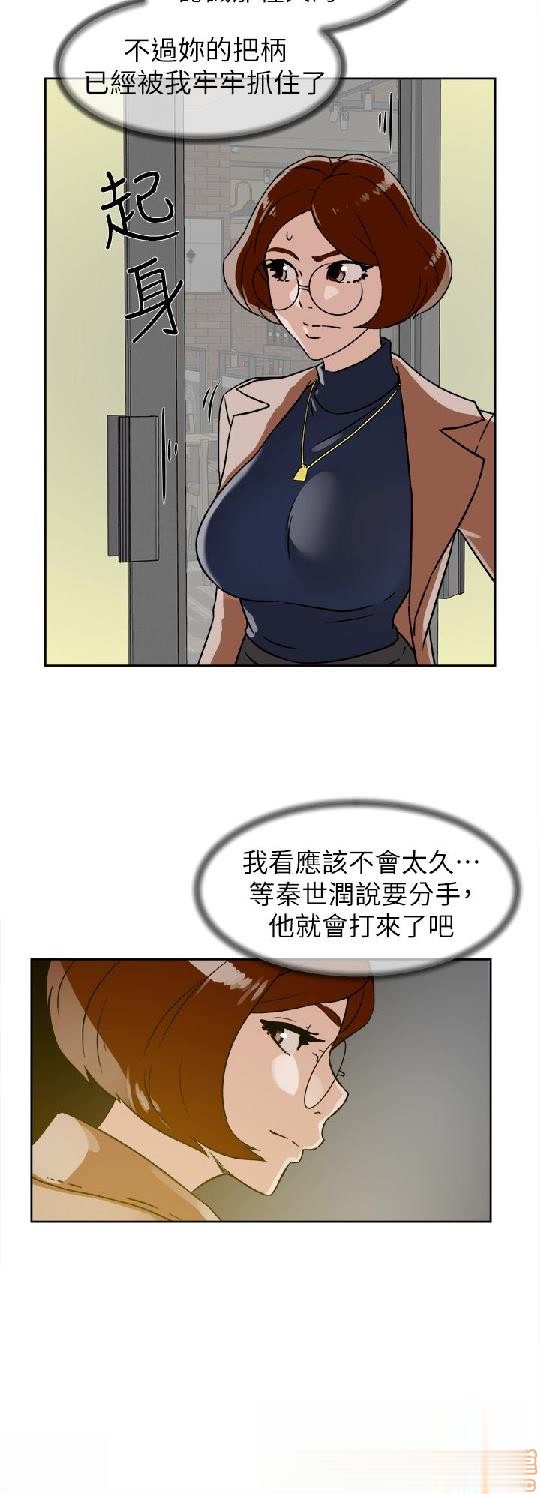 不過妳的把柄
已經被我牢牢抓住了
起身
我看應該不會太久…
等秦世潤說要分手，
他就會打來了吧